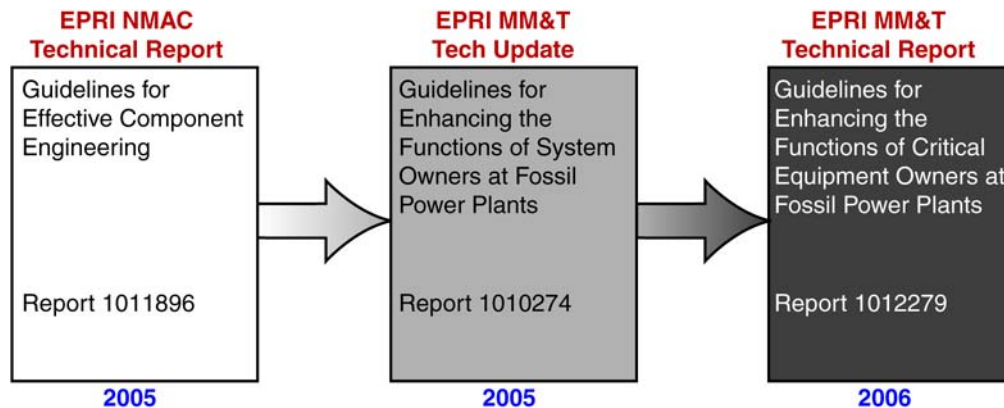 EPRI NMAC
Technical Report
Guidelines for
Effective Component
Engineering
Report 1011896
2005
EPRI MM&T
Tech Update
Guidelines for
Enhancing the
Functions of System
Owners at Fossil
Power Plants
Report 1010274
2005
EPRI MM&T
Technical Report
Guidelines for
Enhancing the
Functions of Critical
Equipment Owners at
Fossil Power Plants
Report 1012279
2006